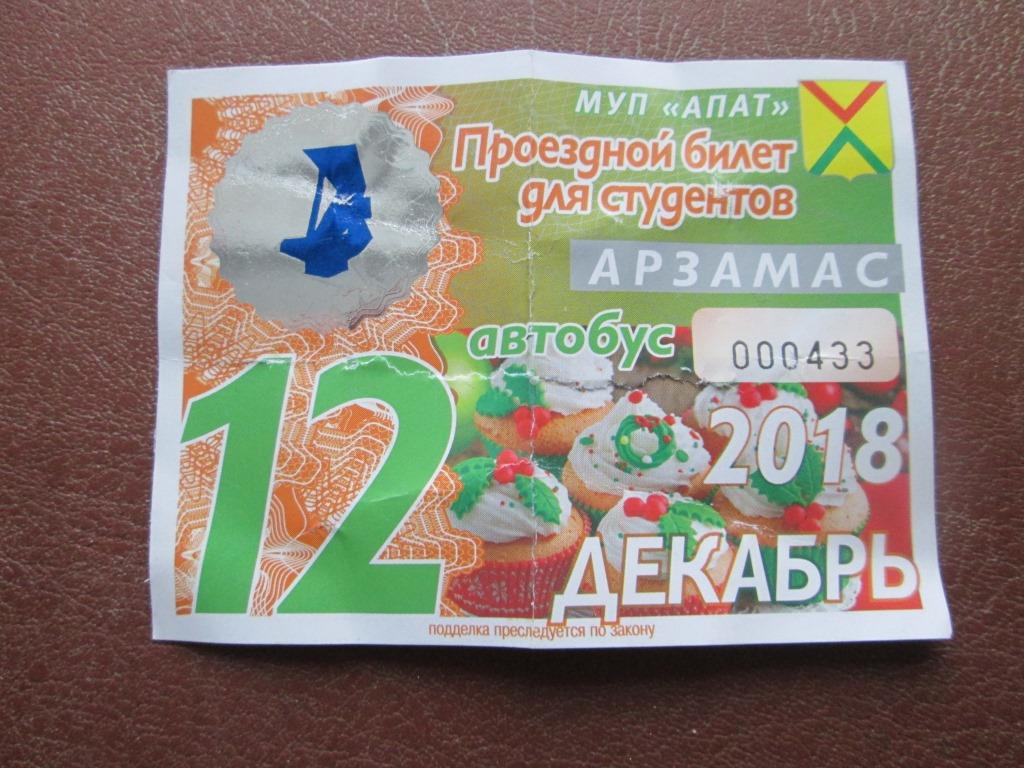 МУП «АПАТ»
Проездной билет
для студентов
АРЗАМАС
автобус
000433
12
2018
ДЕКАБРЬ
подделка преследуется по закону